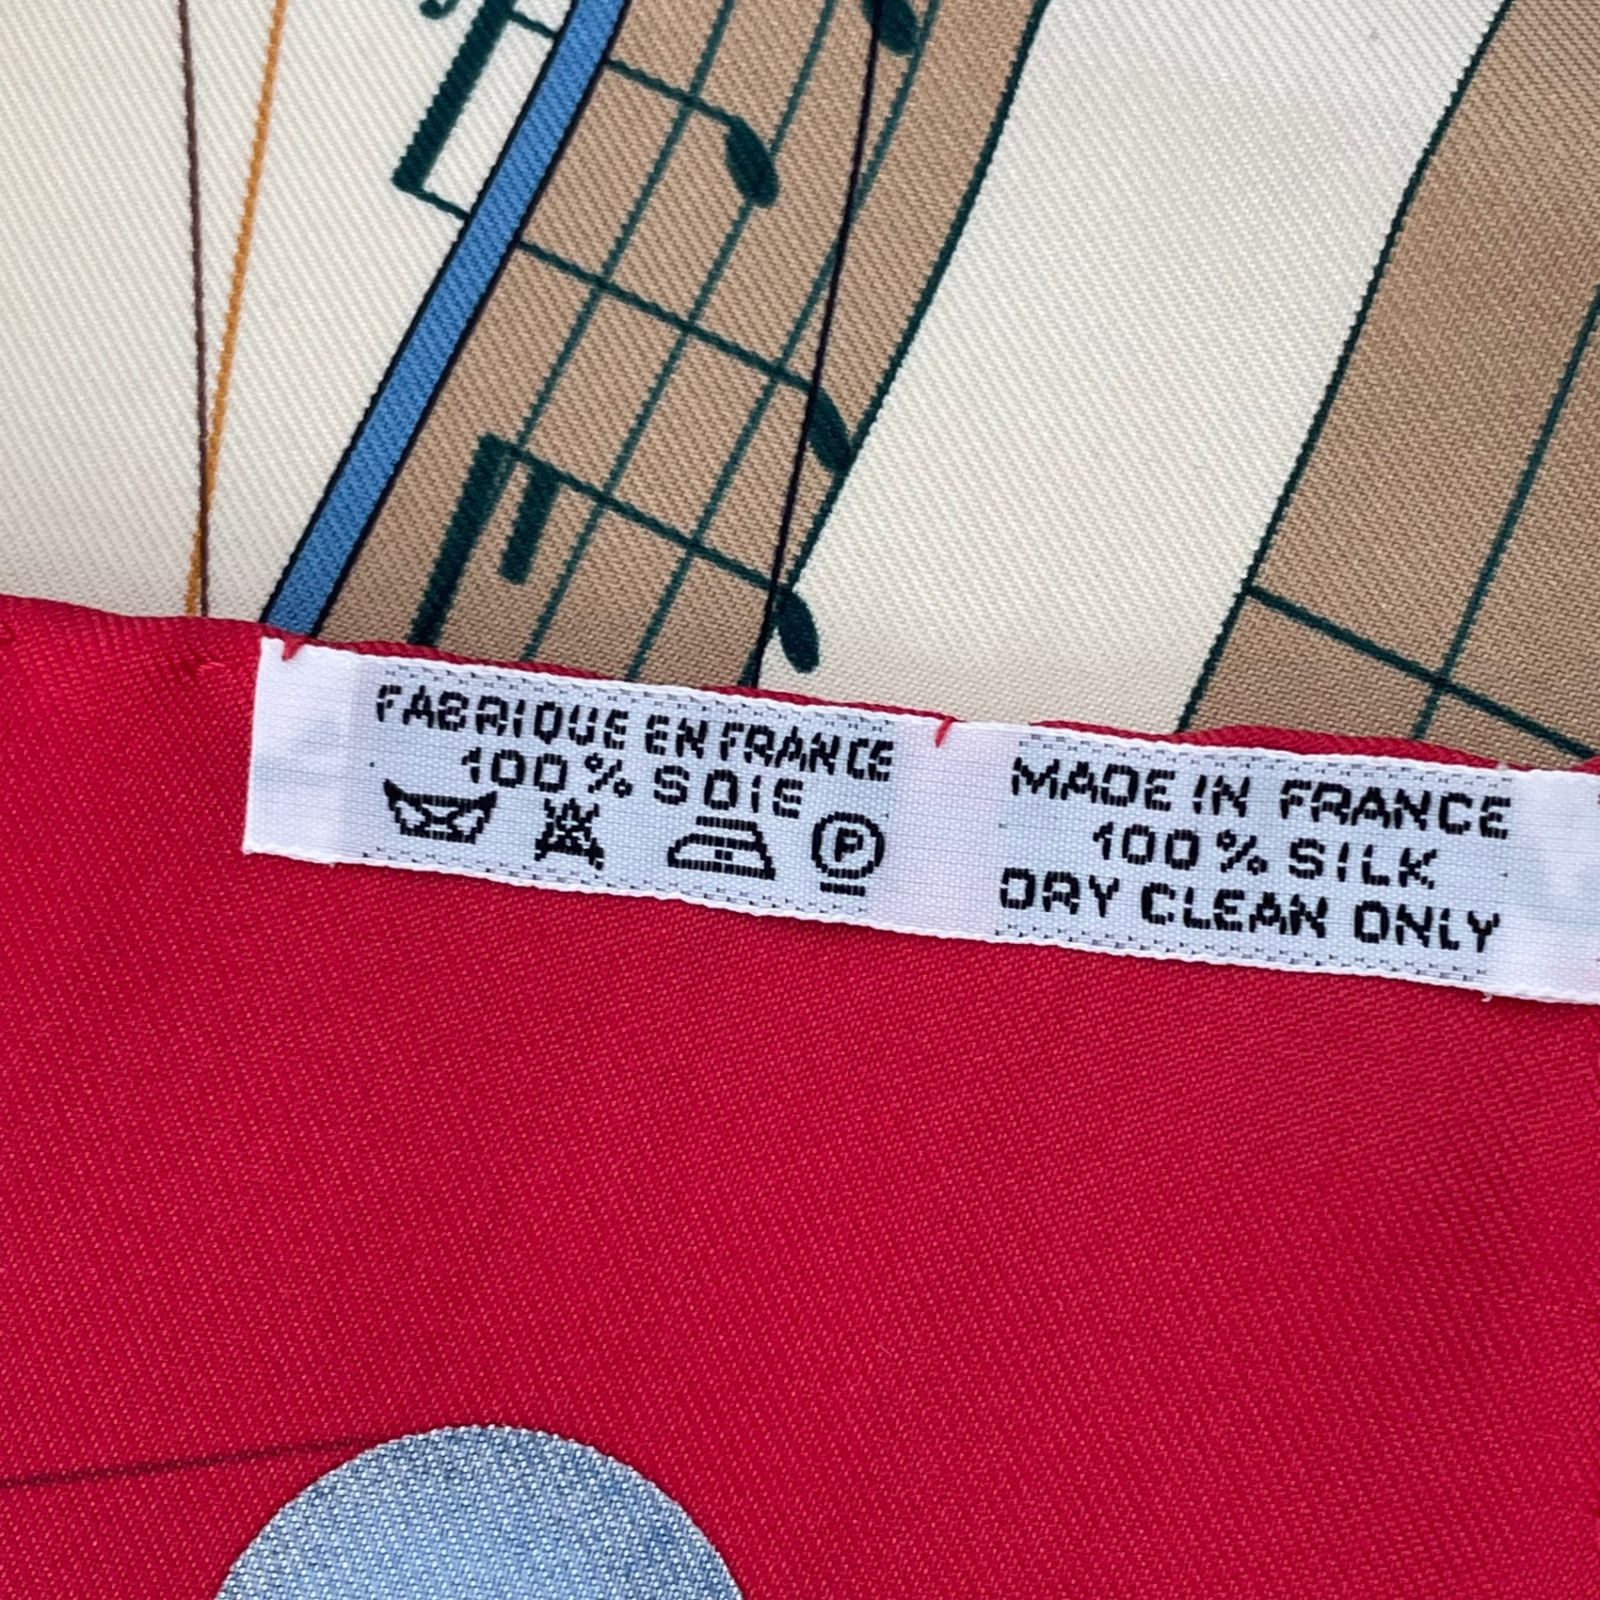 FABRIQUE EN FRANCE
100% SOIE
P
MADE IN FRANCE
100% SILK
DRY CLEAN ONLY